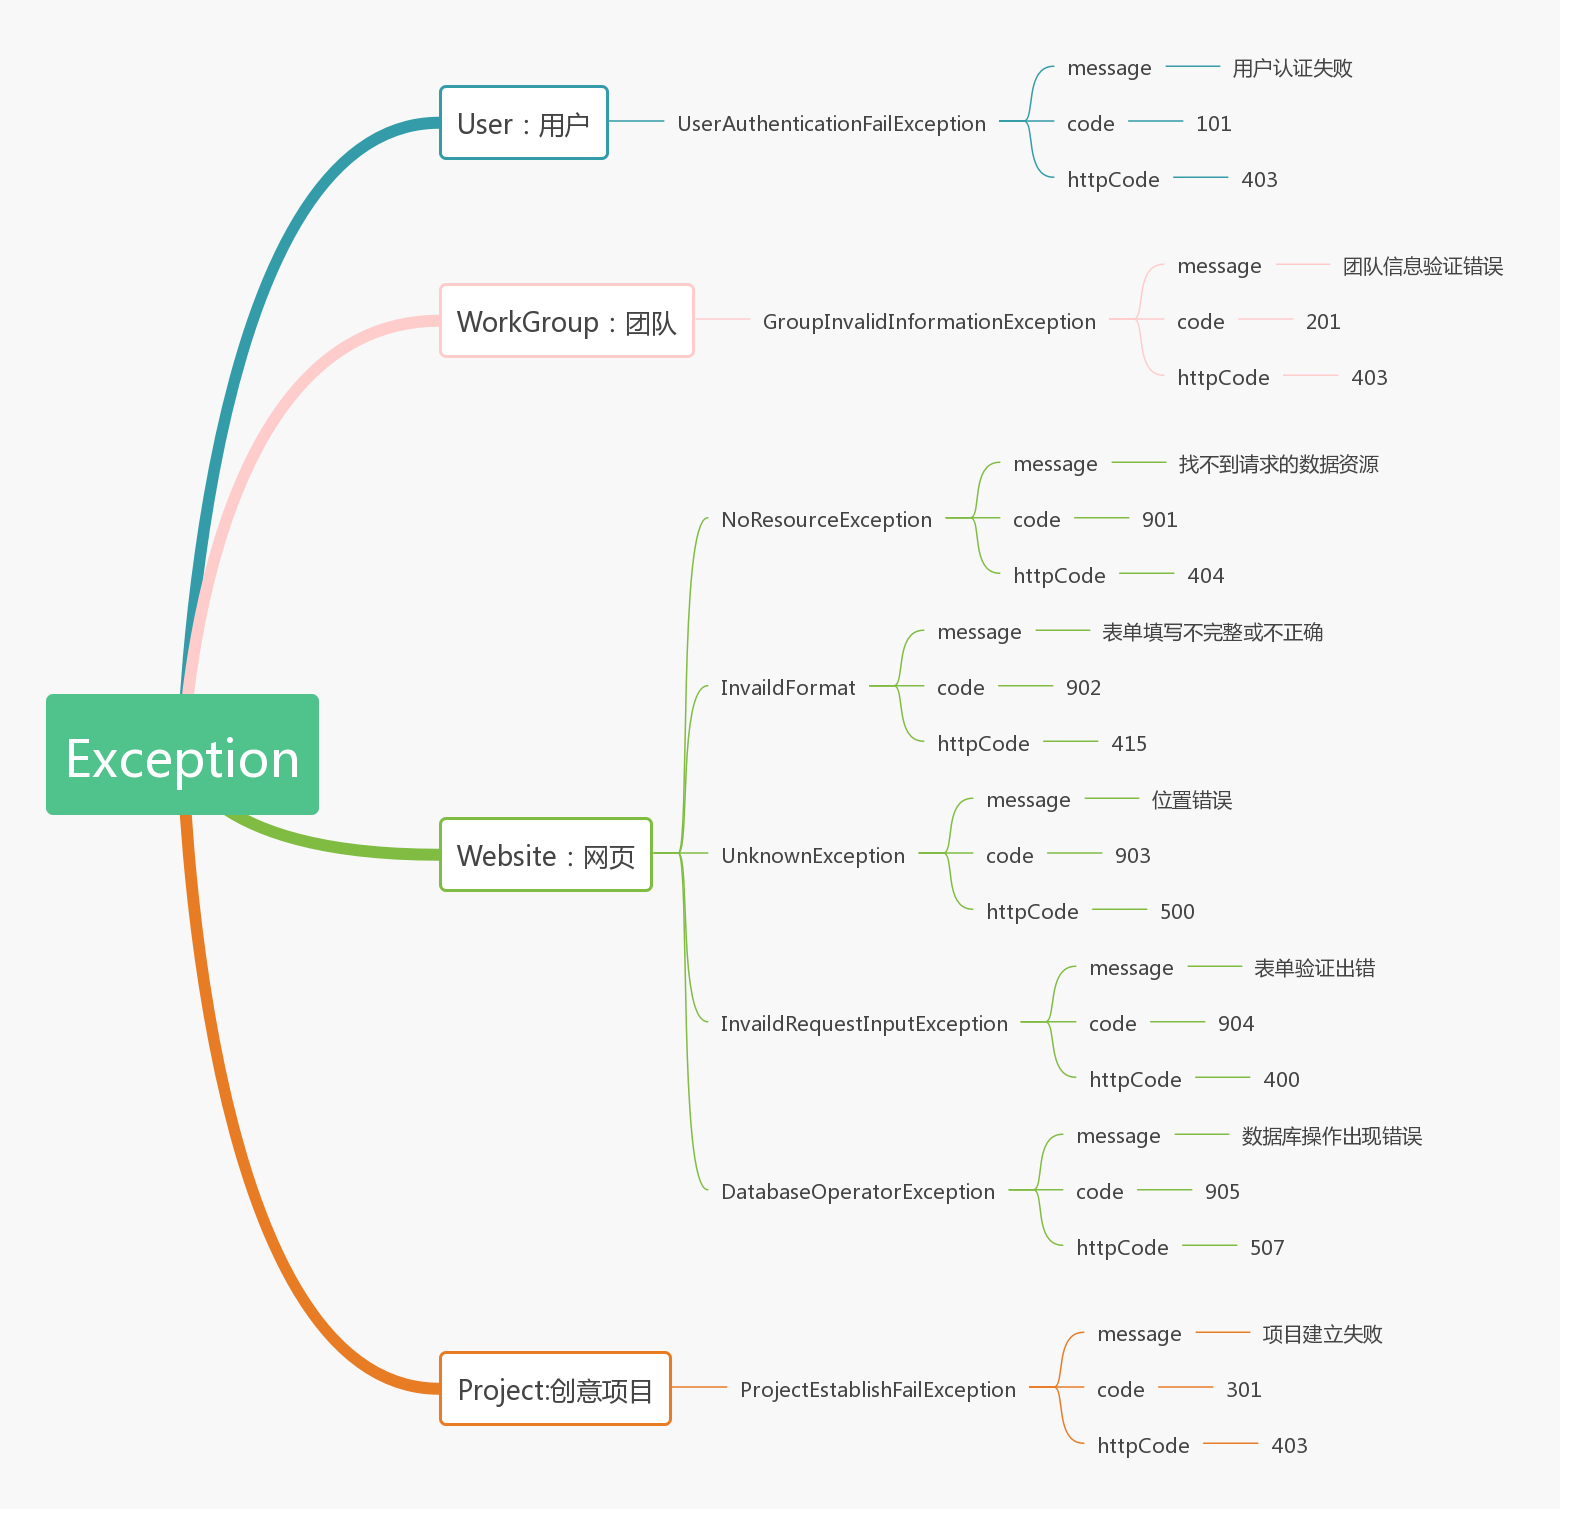 Exception
User：用户
UserAuthenticationFailException
message 用户认证失败
code 101
httpCode 403
WorkGroup：团队
GroupInvalidInformationException
message 团队信息验证错误
code 201
httpCode 403
Website：网页
NoResourceException
message 找不到请求的数据资源
code 901
httpCode 404
InvaildFormat
message 表单填写不完整或不正确
code 902
httpCode 415
UnknownException
message 位置错误
code 903
httpCode 500
InvaildRequestInputException
message 表单验证出错
code 904
httpCode 400
DatabaseOperatorException
message 数据库操作出现错误
code 905
httpCode 507
Project:创意项目
ProjectEstablishFailException
message 项目建立失败
code 301
httpCode 403